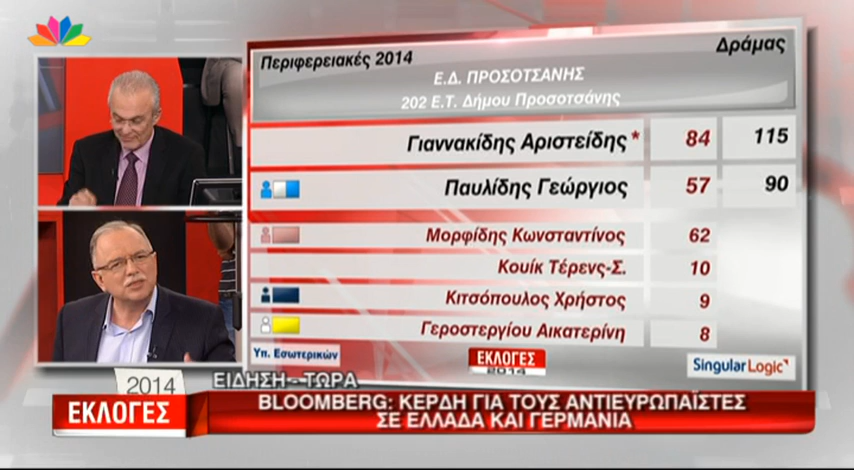 Περιφερειακές 2014 Δράμας
Ε.Δ. ΠΡΟΣΟΤΣΑΝΗΣ
202 Ε.Τ. Δήμου Προσοτσάνης
Γιαννακίδης Αριστείδης * 84 115
Παυλίδης Γεώργιος 57 90
Μορφίδης Κωνσταντίνος 62
Κουίκ Τέρενς-Σ. 10
Κιτσόπουλος Χρήστος 9
Γεροστεργίου Αικατερίνη 8
Υπ. Εσωτερικών
ΕΚΛΟΓΕΣ
2014
SingularLogic
2014 ΕΙΔΗΣΗ--ΤΩΡΑ
ΕΚΛΟΓΕΣ
BLOOMBERG: ΚΕΡΔΗ ΓΙΑ ΤΟΥΣ ΑΝΤΙΕΥΡΩΠΑΪΣΤΕΣ
ΣΕ ΕΛΛΑΔΑ ΚΑΙ ΓΕΡΜΑΝΙΑ